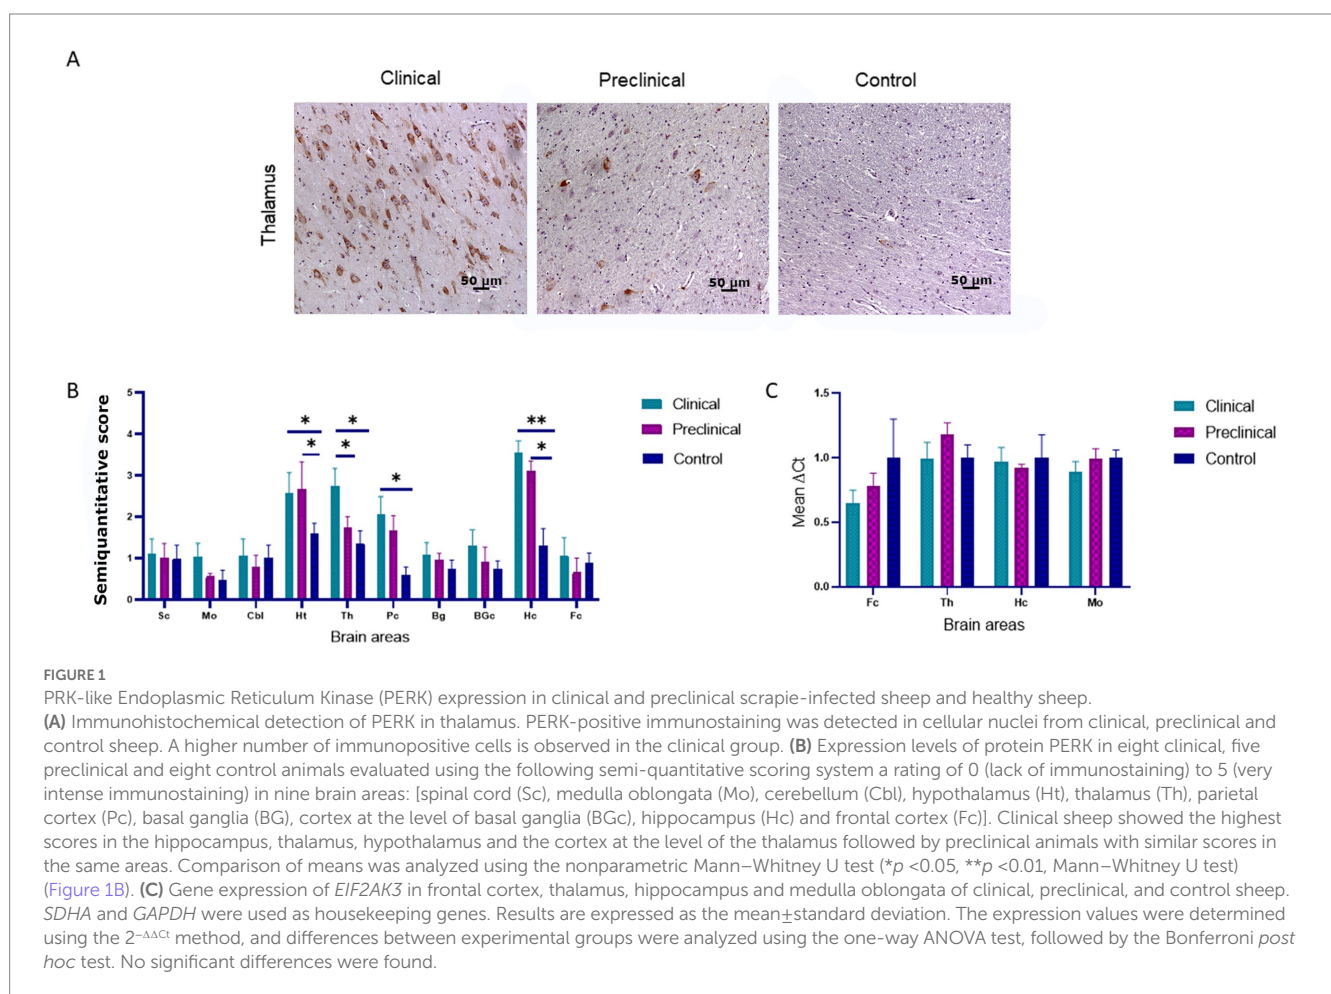 A
Clinical
Preclinical
Control
Thalamus
50 µm
50 µm
50 µm
B
Semiquantitative score
5
4
3
2
1
0
*
*
*
*
*
**
*
Clinical
Preclinical
Control
Sc
Mo
Cbl
Ht
Th
Pc
Bg
BGc
Hc
Fc
Brain areas
C
Mean ΔCt
1.5
1.0
0.5
0.0
Clinical
Preclinical
Control
Fc
Th
Hc
Mo
Brain areas
FIGURE 1
PRK-like Endoplasmic Reticulum Kinase (PERK) expression in clinical and preclinical scrapie-infected sheep and healthy sheep.
(A) Immunohistochemical detection of PERK in thalamus. PERK-positive immunostaining was detected in cellular nuclei from clinical, preclinical and
control sheep. A higher number of immunopositive cells is observed in the clinical group. (B) Expression levels of protein PERK in eight clinical, five
preclinical and eight control animals evaluated using the following semi-quantitative scoring system a rating of 0 (lack of immunostaining) to 5 (very
intense immunostaining) in nine brain areas: [spinal cord (Sc), medulla oblongata (Mo), cerebellum (Cbl), hypothalamus (Ht), thalamus (Th), parietal
cortex (Pc), basal ganglia (BG), cortex at the level of basal ganglia (BGc), hippocampus (Hc) and frontal cortex (Fc)]. Clinical sheep showed the highest
scores in the hippocampus, thalamus, hypothalamus and the cortex at the level of the thalamus followed by preclinical animals with similar scores in
the same areas. Comparison of means was analyzed using the nonparametric Mann–Whitney U test (*p <0.05, **p <0.01, Mann–Whitney U test)
(Figure 1B). (C) Gene expression of EIF2AK3 in frontal cortex, thalamus, hippocampus and medulla oblongata of clinical, preclinical, and control sheep.
SDHA and GAPDH were used as housekeeping genes. Results are expressed as the mean±standard deviation. The expression values were determined
using the 2−ΔΔCt method, and differences between experimental groups were analyzed using the one-way ANOVA test, followed by the Bonferroni post
hoc test. No significant differences were found.